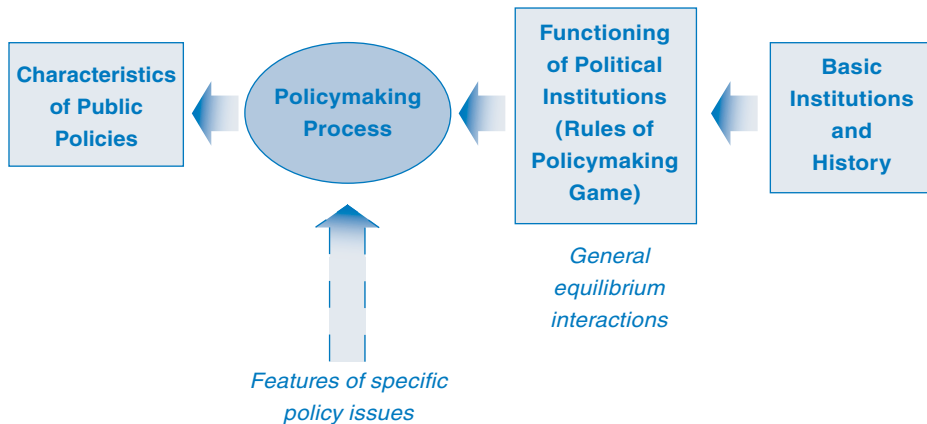 Characteristics
of Public
Policies
Policymaking
Process
Functioning
of Political
Institutions
(Rules of
Policymaking
Game)
Basic
Institutions
and
History
General
equilibrium
interactions
Features of specific
policy issues